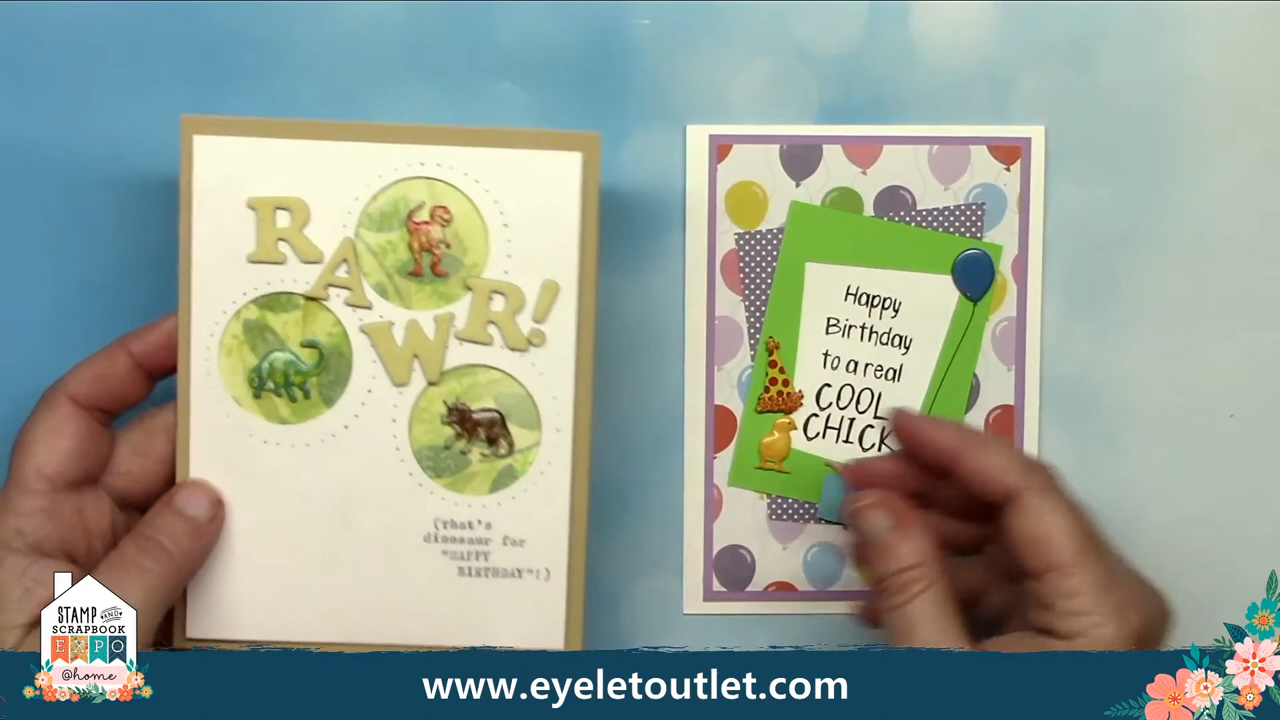 RAWR!
(That's
dinosaur for
"HAPPY
BIRTHDAY"!)
Happy
Birthday
to a real
COOL
CHICK
STAMP AND
SCRAPBOOK
EXPO
@home
www.eyeletoutlet.com